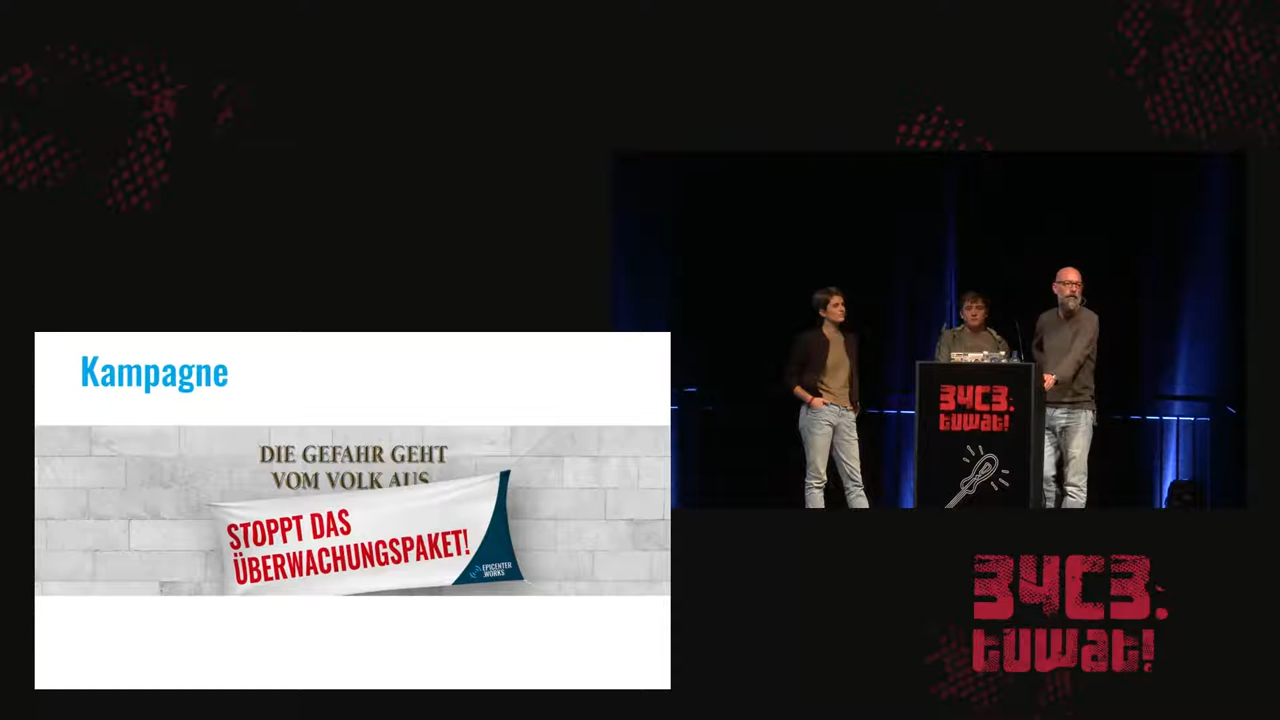 Kampagne
DIE GEFAHR GEHT
VOM VOLK AUS
STOPPT DAS
ÜBERWACHUNGSPAKET!
EPICENTER
.WORKS
34C3.
tuwat!
34C3.
tuwat!